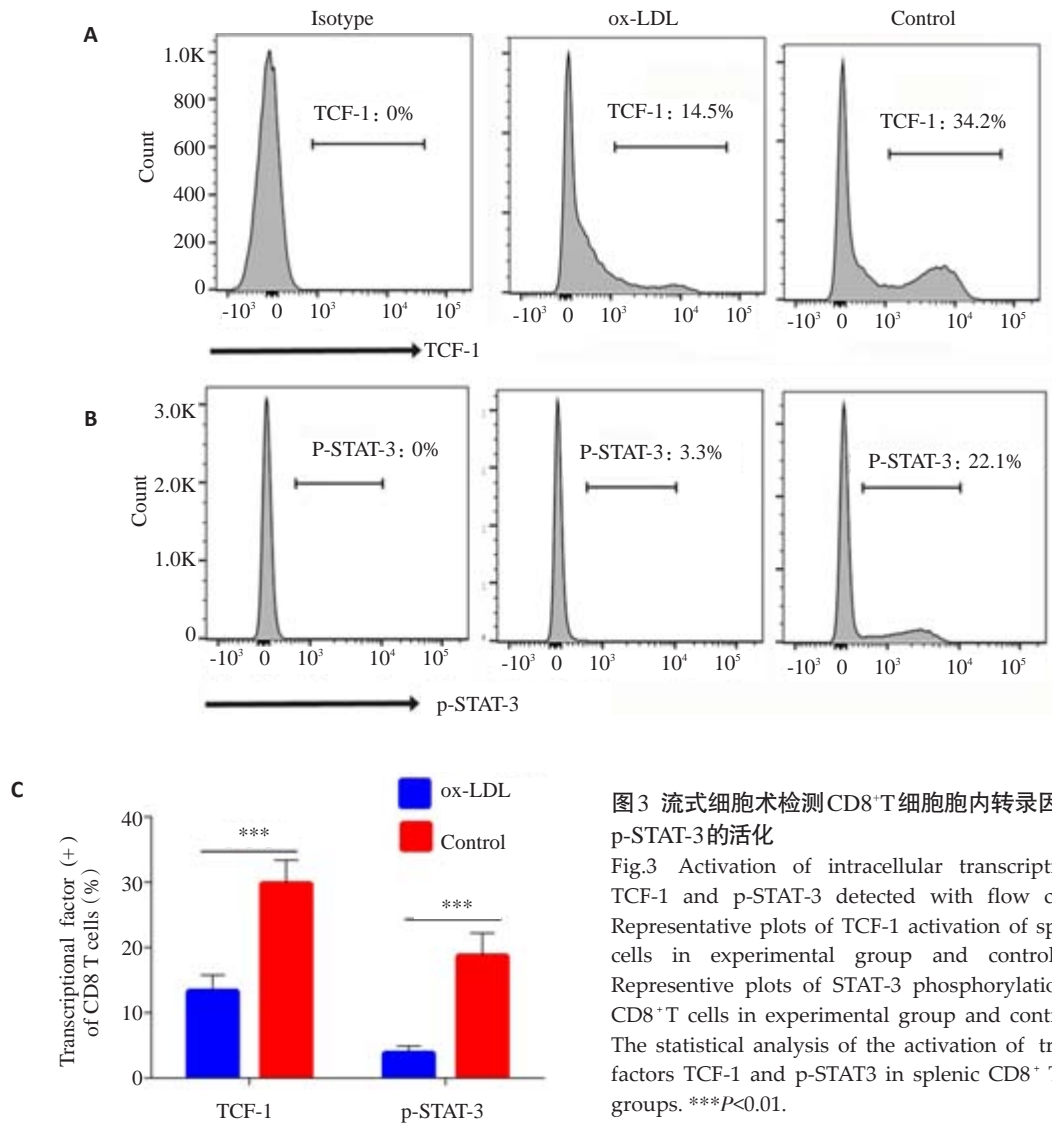 A
Isotype
ox-LDL
Control
Count
1.0K
800
600
400
200
0
TCF-1: 0%
TCF-1: 14.5%
TCF-1: 34.2%
-10³ 0 10³ 10⁴ 10⁵
-10³ 0 10³ 10⁴ 10⁵
-10³ 0 10³ 10⁴ 10⁵
TCF-1
B
Count
3.0K
2.0K
1.0K
0
P-STAT-3: 0%
P-STAT-3: 3.3%
P-STAT-3: 22.1%
-10³ 0 10³ 10⁴ 10⁵
-10³ 0 10³ 10⁴ 10⁵
-10³ 0 10³ 10⁴ 10⁵
p-STAT-3
C
ox-LDL
Control
Transcriptional factor (+)
of CD8 T cells (%)
40
30
20
10
0
***
***
TCF-1
p-STAT-3
图3 流式细胞术检测CD8⁺T细胞胞内转录因
p-STAT-3的活化
Fig.3 Activation of intracellular transcripti
TCF-1 and p-STAT-3 detected with flow c
Representative plots of TCF-1 activation of sp
cells in experimental group and control
Representive plots of STAT-3 phosphorylatio
CD8⁺T cells in experimental group and contr
The statistical analysis of the activation of tr
factors TCF-1 and p-STAT3 in splenic CD8⁺ T
groups. ***P<0.01.